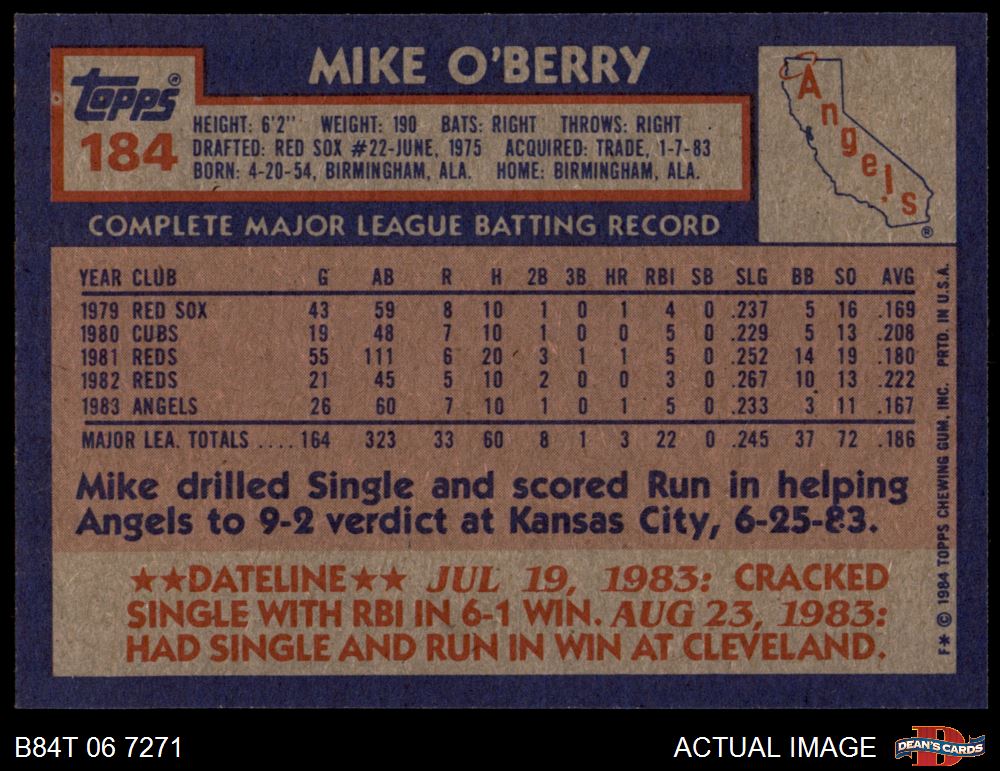 MIKE O'BERRY
Topps®
184
HEIGHT: 6'2" WEIGHT: 190 BATS: RIGHT THROWS: RIGHT
DRAFTED: RED SOX #22-JUNE, 1975 ACQUIRED: TRADE, 1-7-83
BORN: 4-20-54, BIRMINGHAM, ALA. HOME: BIRMINGHAM, ALA.
Angels
®
COMPLETE MAJOR LEAGUE BATTING RECORD
YEAR CLUB G AB R H 2B 3B HR RBI SB SLG BB SO AVG
1979 RED SOX 43 59 8 10 1 0 1 4 0 .237 5 16 .169
1980 CUBS 19 48 7 10 1 0 0 5 0 .229 5 13 .208
1981 REDS 55 111 6 20 3 1 1 5 0 .252 14 19 .180
1982 REDS 21 45 5 10 2 0 0 3 0 .267 10 13 .222
1983 ANGELS 26 60 7 10 1 0 1 5 0 .233 3 11 .167
MAJOR LEA. TOTALS .... 164 323 33 60 8 1 3 22 0 .245 37 72 .186
Mike drilled Single and scored Run in helping
Angels to 9-2 verdict at Kansas City, 6-25-83.
★★DATELINE★★ JUL 19, 1983: CRACKED
SINGLE WITH RBI IN 6-1 WIN. AUG 23, 1983:
HAD SINGLE AND RUN IN WIN AT CLEVELAND.
F* © 1984 TOPPS CHEWING GUM, INC. PRTD. IN U.S.A.
B84T 06 7271
ACTUAL IMAGE
DEAN'S CARDS